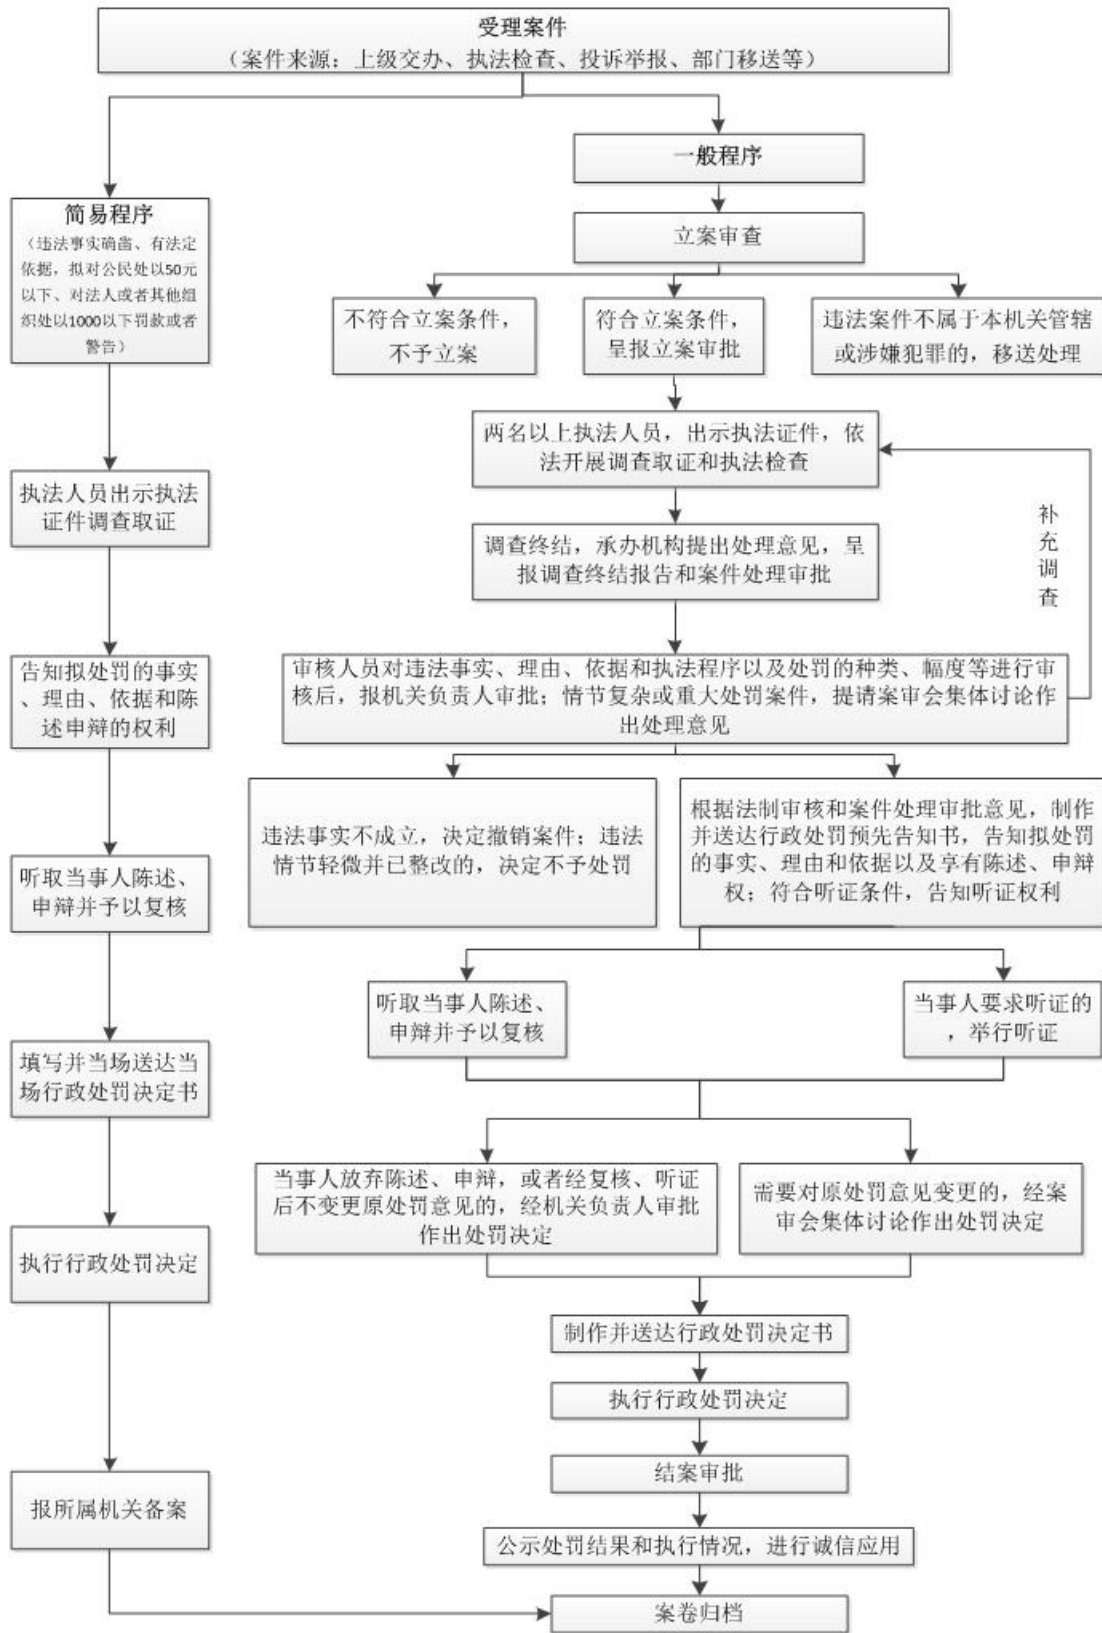 受理案件
（案件来源：上级交办、执法检查、投诉举报、部门移送等）
一般程序
简易程序
（违法事实确凿、有法定
依据，拟对公民处以50元
以下、对法人或者其他组
织处以1000以下罚款或者
警告）
立案审查
不符合立案条件，
不予立案
符合立案条件，
呈报立案审批
违法案件不属于本机关管辖
或涉嫌犯罪的，移送处理
两名以上执法人员，出示执法证件，依
法开展调查取证和执法检查
执法人员出示执法
证件调查取证
补
充
调
查
调查终结，承办机构提出处理意见，呈
报调查终结报告和案件处理审批
告知拟处罚的事实
、理由、依据和陈
述申辩的权利
审核人员对违法事实、理由、依据和执法程序以及处罚的种类、幅度等进行审
核后，报机关负责人审批；情节复杂或重大处罚案件，提请案审会集体讨论作
出处理意见
违法事实不成立，决定撤销案件；违法
情节轻微并已整改的，决定不予处罚
根据法制审核和案件处理审批意见，制作
并送达行政处罚预先告知书，告知拟处罚
的事实、理由和依据以及享有陈述、申辩
权；符合听证条件，告知听证权利
听取当事人陈述、
申辩并予以复核
听取当事人陈述、
申辩并予以复核
当事人要求听证的
，举行听证
填写并当场送达当
场行政处罚决定书
当事人放弃陈述、申辩，或者经复核、听证
后不变更原处罚意见的，经机关负责人审批
作出处罚决定
需要对原处罚意见变更的，经案
审会集体讨论作出处罚决定
执行行政处罚决定
制作并送达行政处罚决定书
执行行政处罚决定
结案审批
报所属机关备案
公示处罚结果和执行情况，进行诚信应用
案卷归档